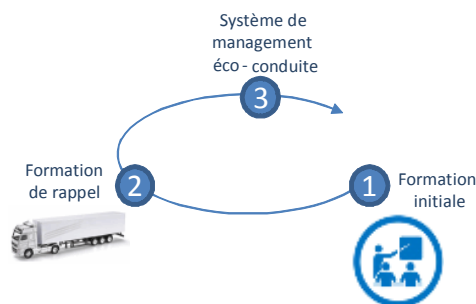 Système de
management
éco - conduite
3
Formation
de rappel
2
1
Formation
initiale